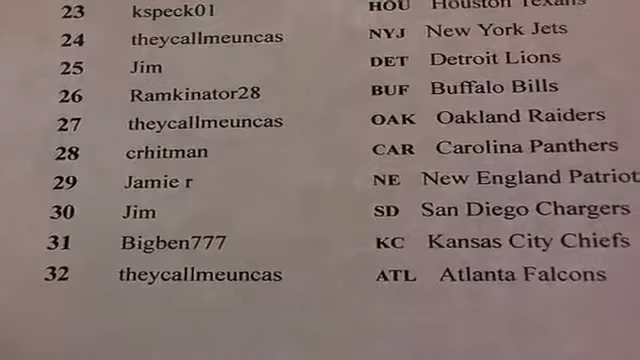 23 kspeck01 HOU Houston Texans
24 theycallmeuncas NYJ New York Jets
25 Jim DET Detroit Lions
26 Ramkinator28 BUF Buffalo Bills
27 theycallmeuncas OAK Oakland Raiders
28 crhitman CAR Carolina Panthers
29 Jamie r NE New England Patriot
30 Jim SD San Diego Chargers
31 Bigben777 KC Kansas City Chiefs
32 theycallmeuncas ATL Atlanta Falcons